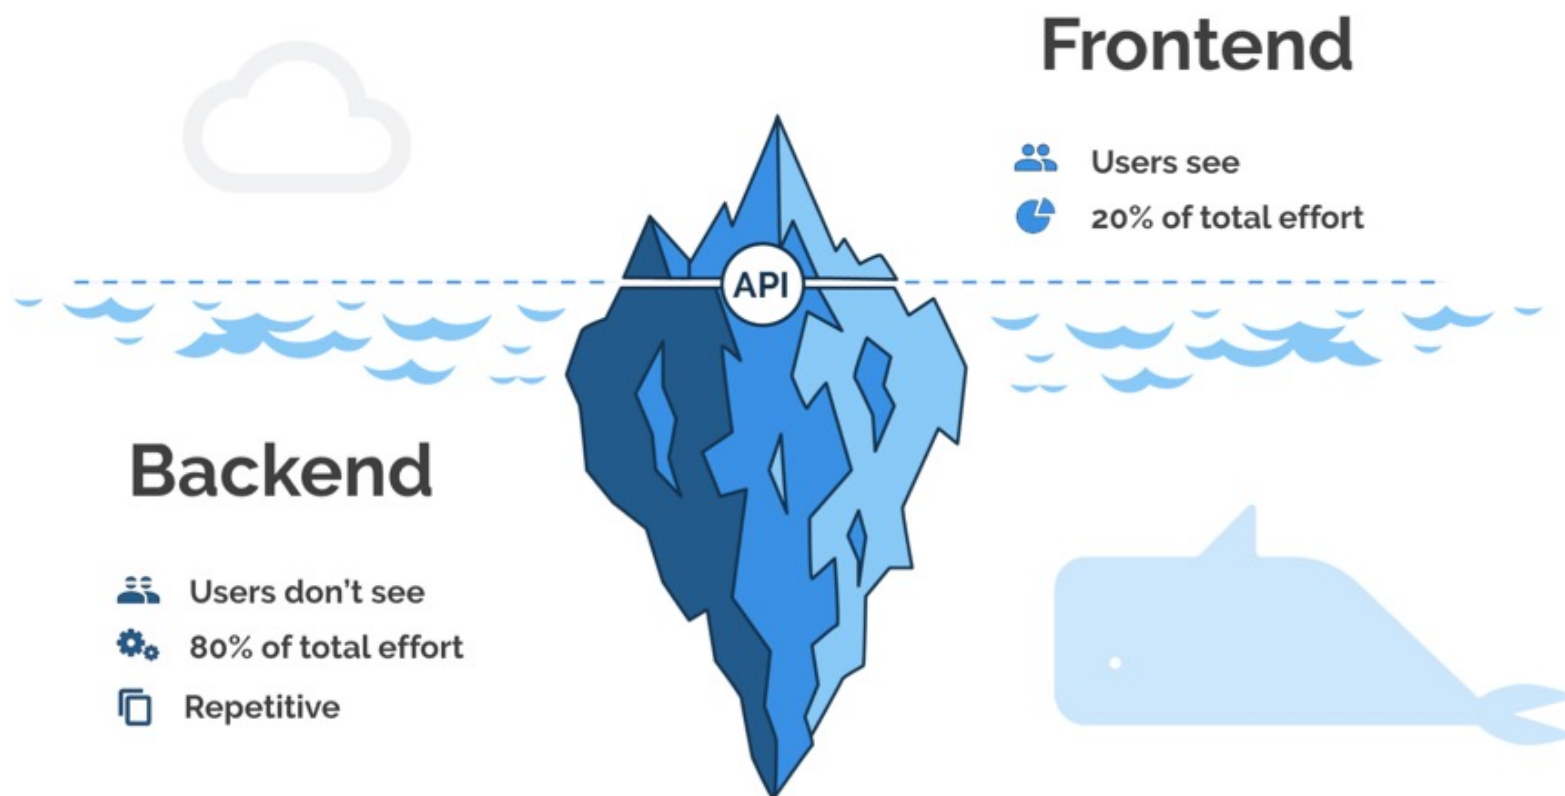 Frontend
Users see
20% of total effort
API
Backend
Users don't see
80% of total effort
Repetitive